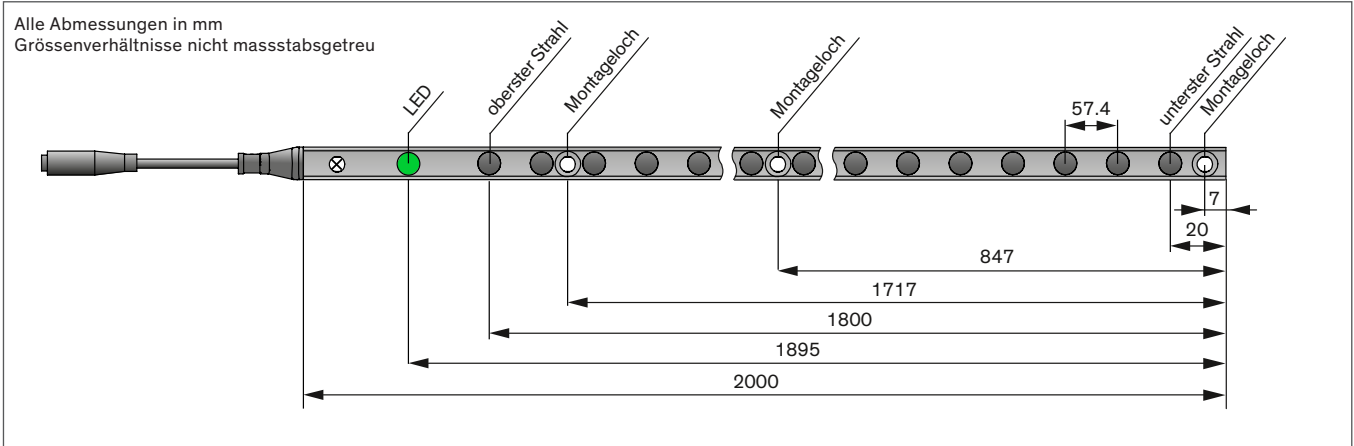 Alle Abmessungen in mm
Grössenverhältnisse nicht massstabsgetreu
LED
oberster Strahl
Montageloch
Montageloch
unterster Strahl
Montageloch
57.4
7
20
847
1717
1800
1895
2000